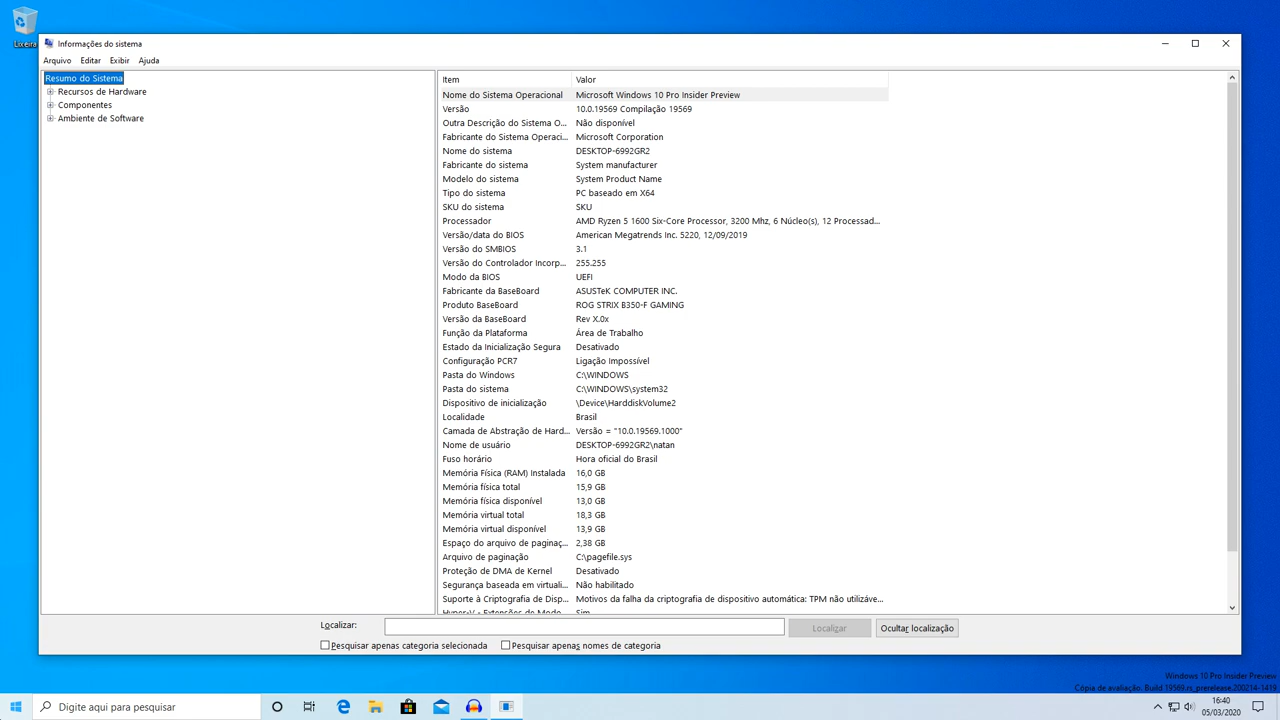 Lixeira
Informações do sistema
Arquivo Editar Exibir Ajuda
Resumo do Sistema
Recursos de Hardware
Componentes
Ambiente de Software
Item Valor
Nome do Sistema Operacional Microsoft Windows 10 Pro Insider Preview
Versão 10.0.19569 Compilação 19569
Outra Descrição do Sistema O... Não disponível
Fabricante do Sistema Operaci... Microsoft Corporation
Nome do sistema DESKTOP-6992GR2
Fabricante do sistema System manufacturer
Modelo do sistema System Product Name
Tipo do sistema PC baseado em X64
SKU do sistema SKU
Processador AMD Ryzen 5 1600 Six-Core Processor, 3200 Mhz, 6 Núcleo(s), 12 Processad...
Versão/data do BIOS American Megatrends Inc. 5220, 12/09/2019
Versão do SMBIOS 3.1
Versão do Controlador Incorp... 255.255
Modo da BIOS UEFI
Fabricante da BaseBoard ASUSTeK COMPUTER INC.
Produto BaseBoard ROG STRIX B350-F GAMING
Versão da BaseBoard Rev X.0x
Função da Plataforma Área de Trabalho
Estado da Inicialização Segura Desativado
Configuração PCR7 Ligação Impossível
Pasta do Windows C:\WINDOWS
Pasta do sistema C:\WINDOWS\system32
Dispositivo de inicialização \Device\HarddiskVolume2
Localidade Brasil
Camada de Abstração de Hard... Versão = "10.0.19569.1000"
Nome de usuário DESKTOP-6992GR2\natan
Fuso horário Hora oficial do Brasil
Memória Física (RAM) Instalada 16,0 GB
Memória física total 15,9 GB
Memória física disponível 13,0 GB
Memória virtual total 18,3 GB
Memória virtual disponível 13,9 GB
Espaço do arquivo de paginaç... 2,38 GB
Arquivo de paginação C:\pagefile.sys
Proteção de DMA de Kernel Desativado
Segurança baseada em virtuali... Não habilitado
Suporte à Criptografia de Disp... Motivos da falha da criptografia de dispositivo automática: TPM não utilizáve...
Hyper-V - Extensões de Modo Sim
Localizar: Localizar Ocultar localização
Pesquisar apenas categoria selecionada Pesquisar apenas nomes de categoria
Windows 10 Pro Insider Preview
Cópia de avaliação. Build 19569.rs_prerelease.200214-1419
Digite aqui para pesquisar
16:40
05/03/2020